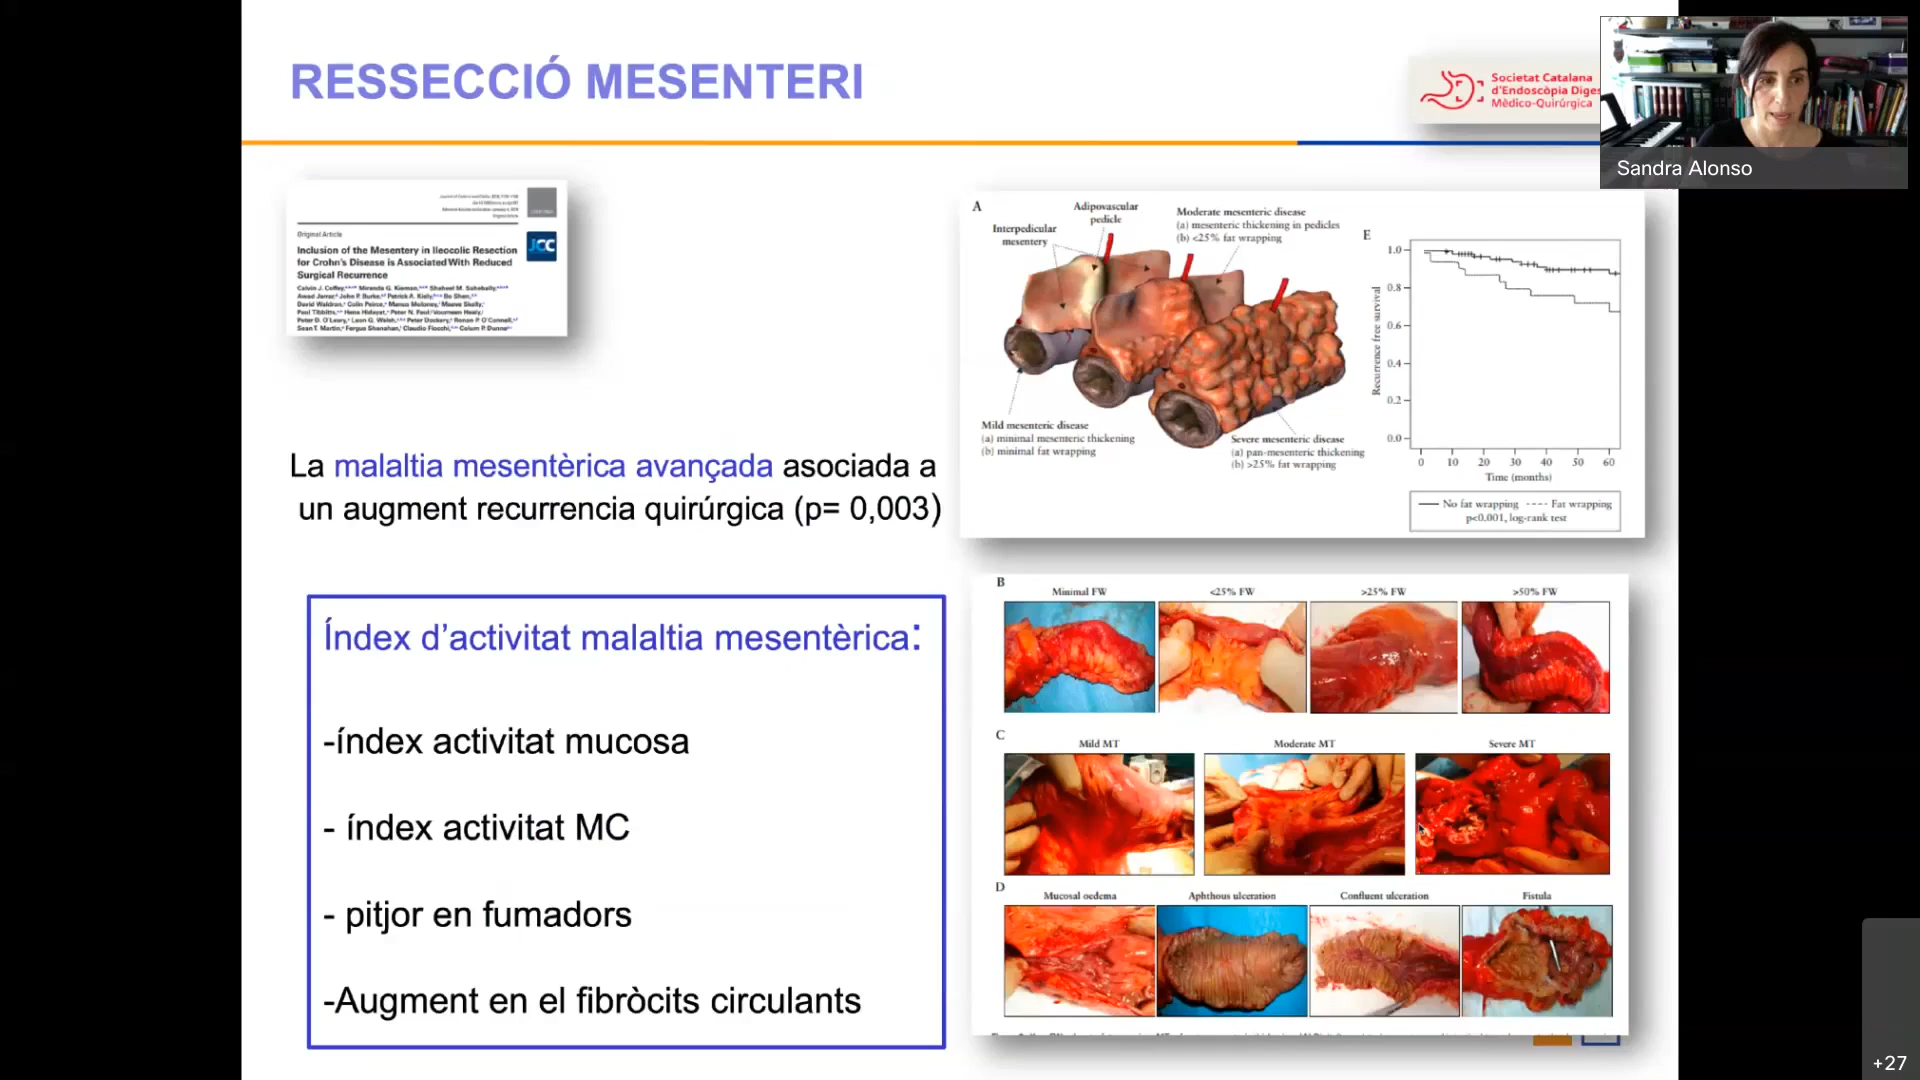 RESSECCIÓ MESENTERI
Societat Catalana
d'Endoscòpia Diges
Mèdico-Quirúrgica
Sandra Alonso
Original Article
Inclusion of the Mesentery in Ileocolic Resection
for Crohn's Disease is Associated With Reduced
Surgical Recurrence
JCC
La malaltia mesentèrica avançada asociada a
un augment recurrencia quirúrgica (p= 0,003)
Índex d'activitat malaltia mesentèrica:
-índex activitat mucosa
- índex activitat MC
- pitjor en fumadors
-Augment en el fibròcits circulants
A
Adipovascular
pedicle
Interpedicular
mesentery
Moderate mesenteric disease
(a) mesenteric thickening in pedicles
(b) <25% fat wrapping
Mild mesenteric disease
(a) minimal mesenteric thickening
(b) minimal fat wrapping
Severe mesenteric disease
(a) pan-mesenteric thickening
(b) >25% fat wrapping
E
Recurrence free survival
1.0
0.8
0.6
0.4
0.2
0.0
0 10 20 30 40 50 60
Time (months)
No fat wrapping Fat wrapping
p<0.001, log-rank test
B
Minimal FW <25% FW >25% FW >50% FW
C
Mild MT Moderate MT Severe MT
D
Mucosal oedema Aphthous ulceration Confluent ulceration Fistula
+27